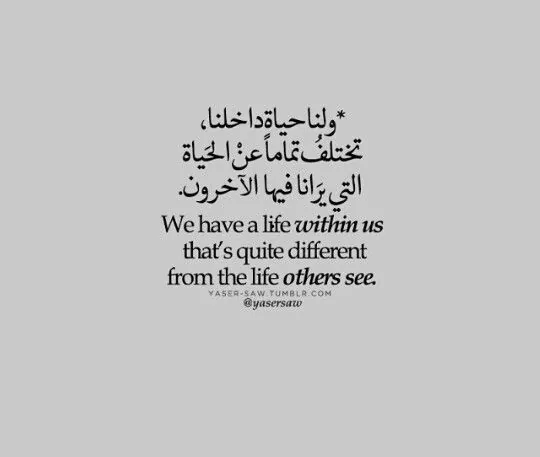 *ولنا حياة داخلنا،
تختلفُ تماماً عنْ الحَياة
التي يَرانا فيها الآخرون.
We have a life within us
that's quite different
from the life others see.
YASER-SAW.TUMBLR.COM
@yasersaw